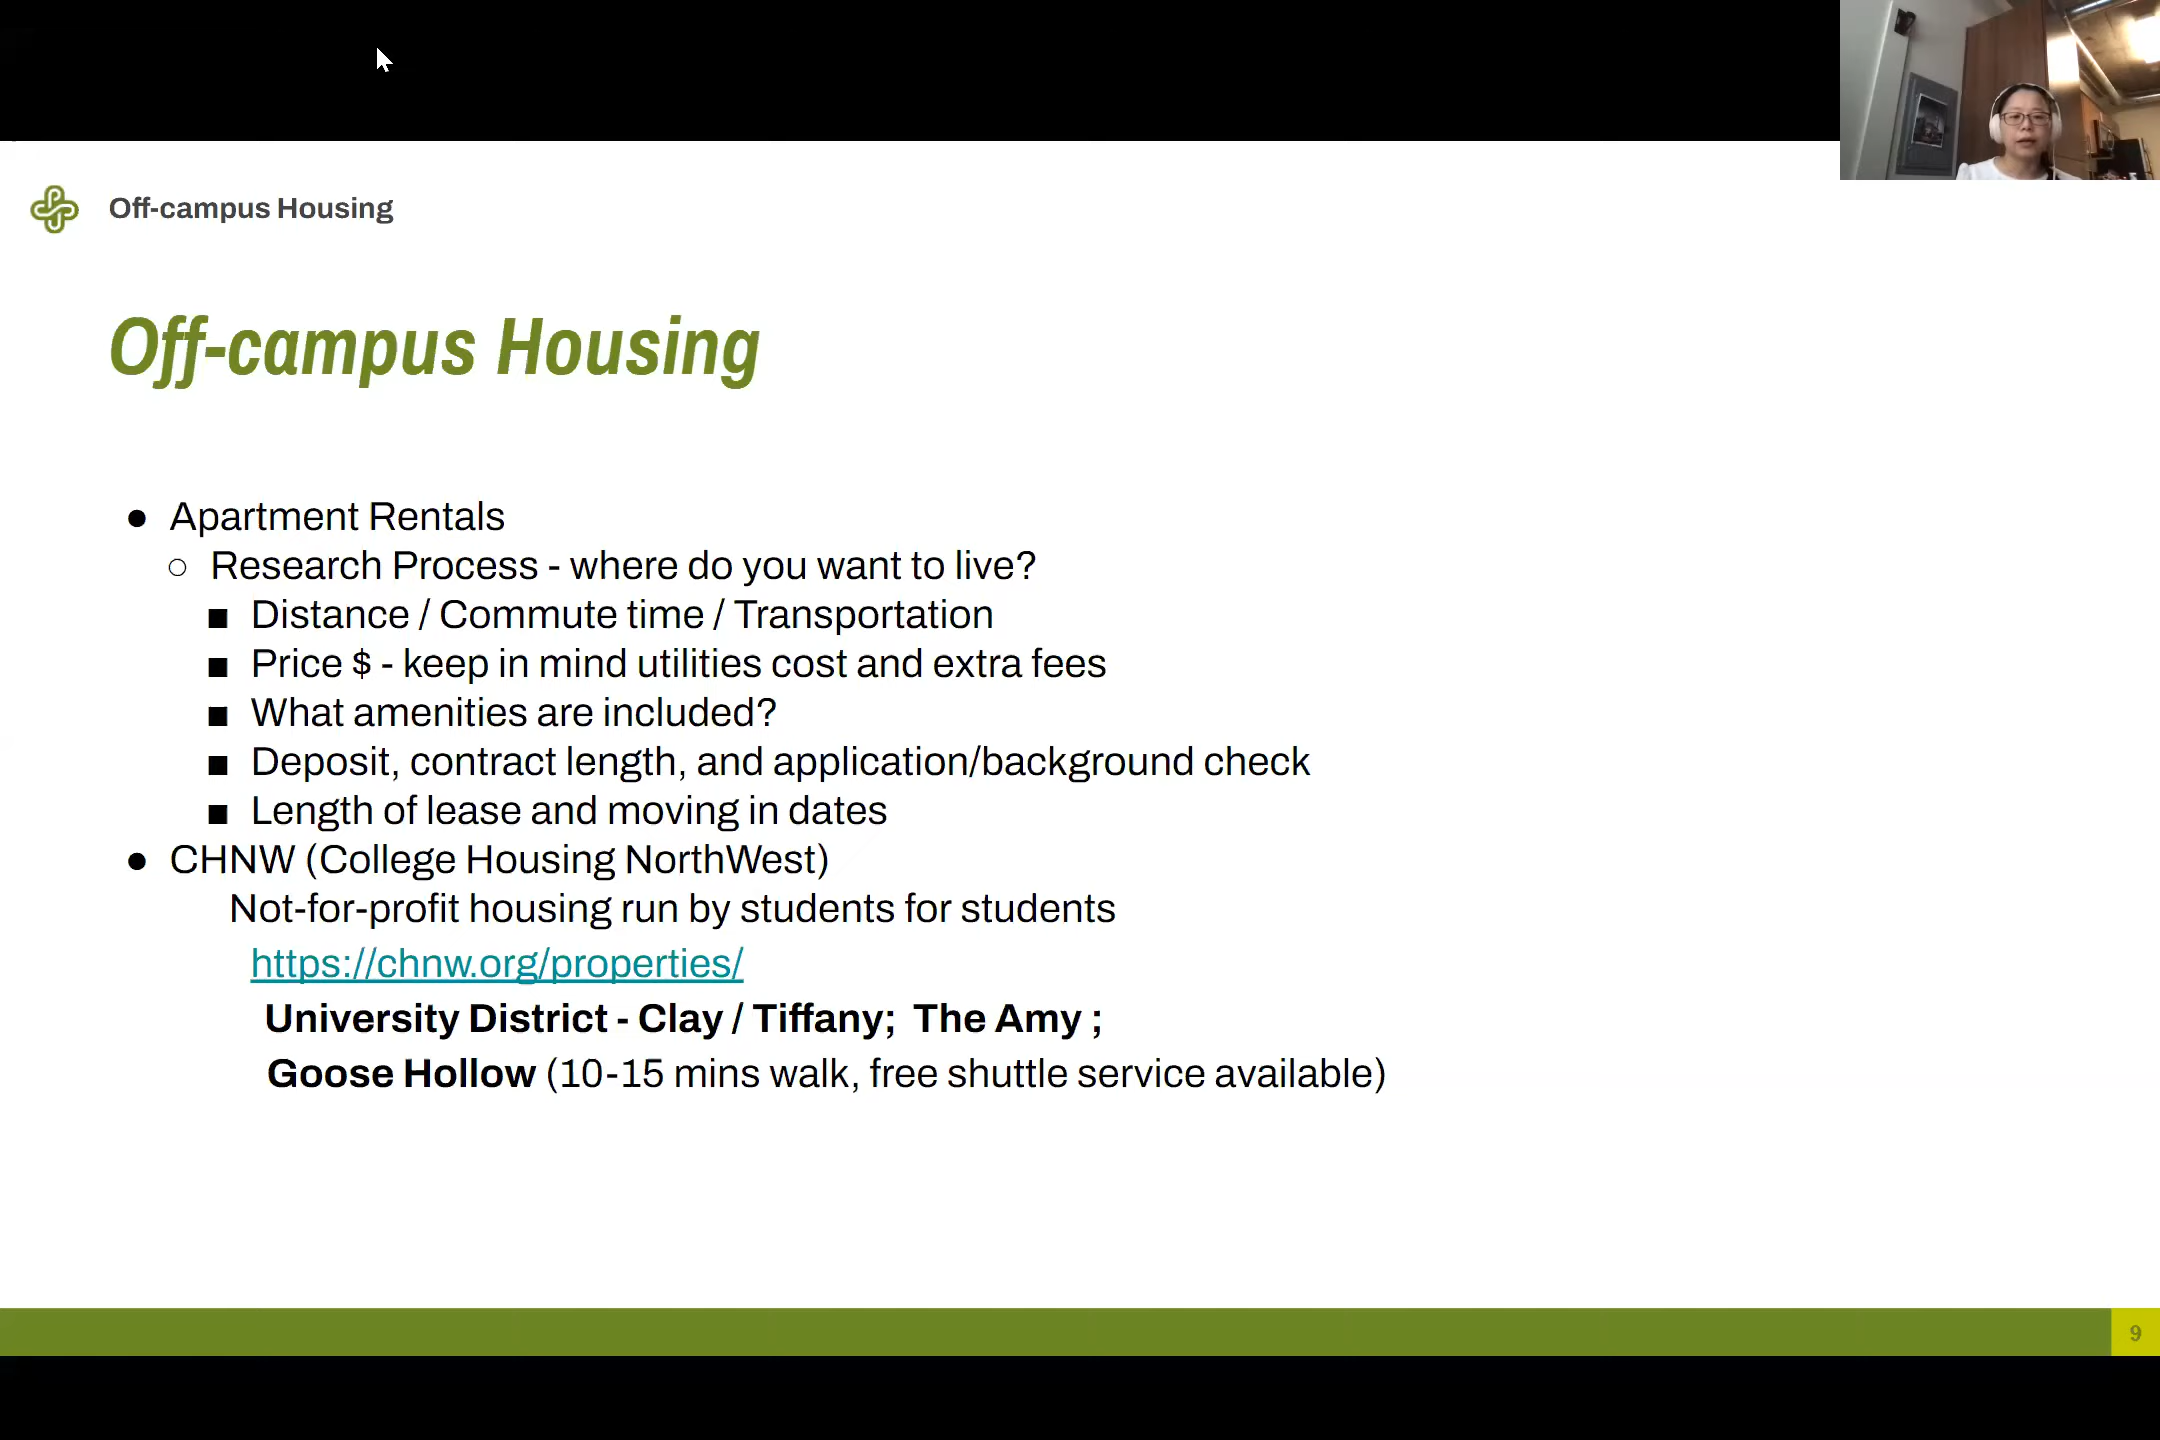 Off-campus Housing
Off-campus Housing
● Apartment Rentals
○ Research Process - where do you want to live?
■ Distance / Commute time / Transportation
■ Price $ - keep in mind utilities cost and extra fees
■ What amenities are included?
■ Deposit, contract length, and application/background check
■ Length of lease and moving in dates
● CHNW (College Housing NorthWest)
Not-for-profit housing run by students for students
https://chnw.org/properties/
University District - Clay / Tiffany; The Amy ;
Goose Hollow (10-15 mins walk, free shuttle service available)
9